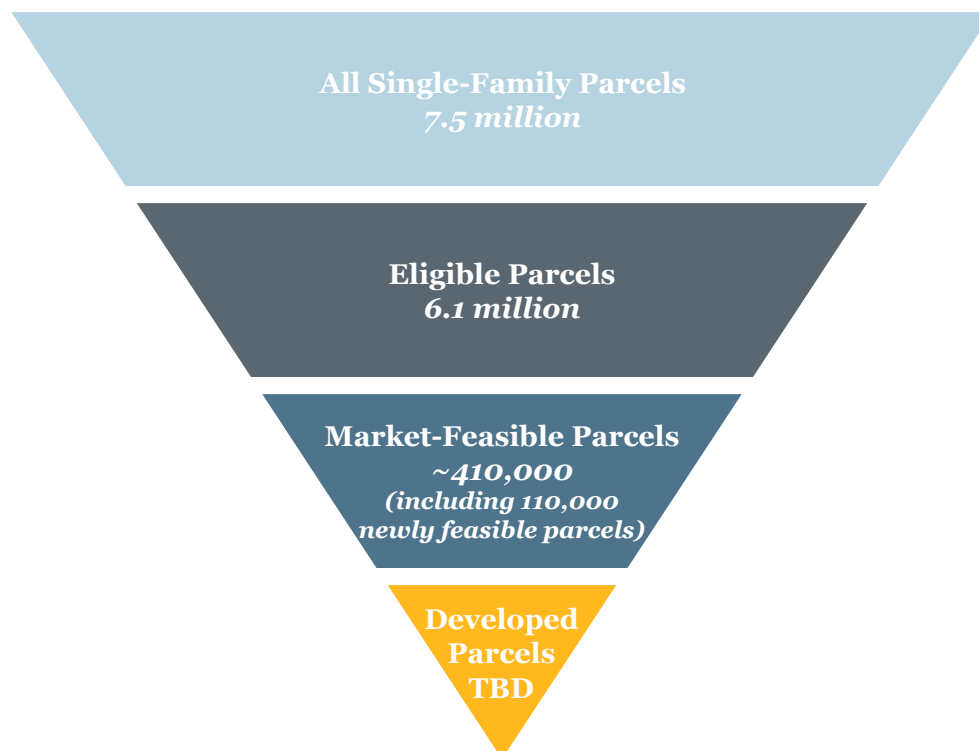 All Single-Family Parcels
7.5 million
Eligible Parcels
6.1 million
Market-Feasible Parcels
~410,000
(including 110,000
newly feasible parcels)
Developed
Parcels
TBD